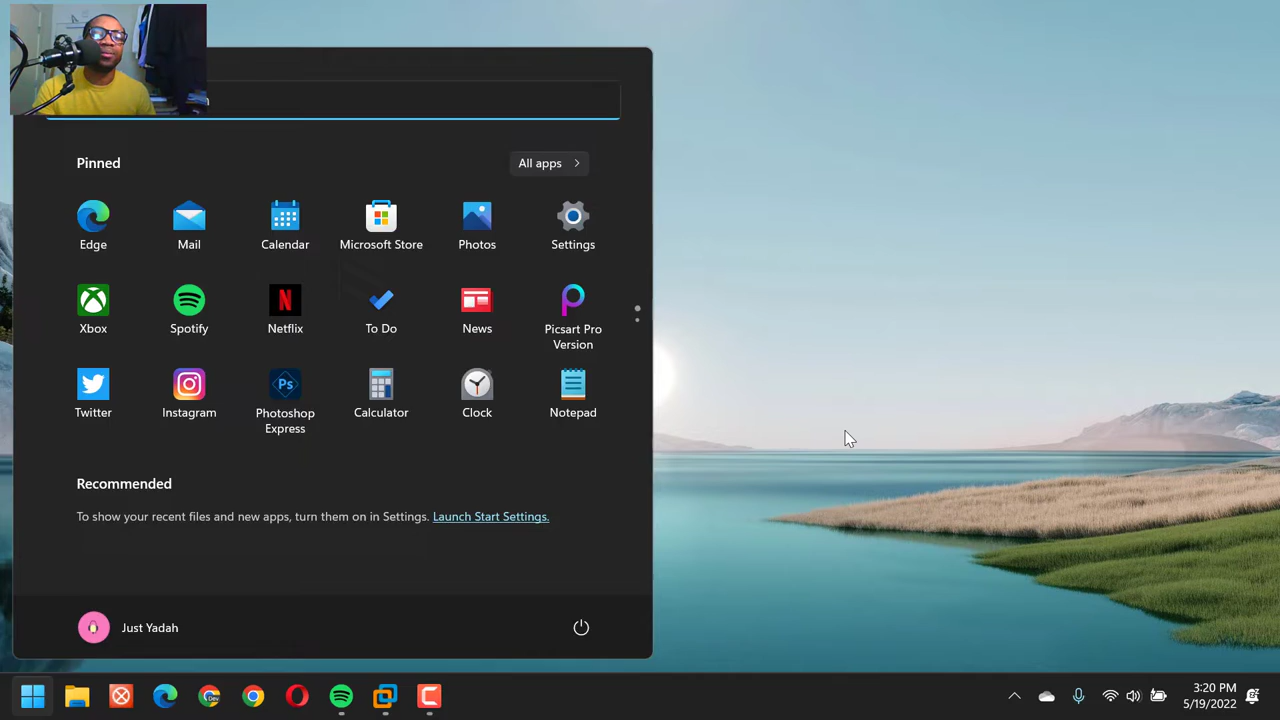 Pinned
All apps
Edge
Mail
Calendar
Microsoft Store
Photos
Settings
Xbox
Spotify
Netflix
To Do
News
Picsart Pro
Version
Twitter
Instagram
Photoshop
Express
Calculator
Clock
Notepad
Recommended
To show your recent files and new apps, turn them on in Settings. Launch Start Settings.
Just Yadah
3:20 PM
5/19/2022